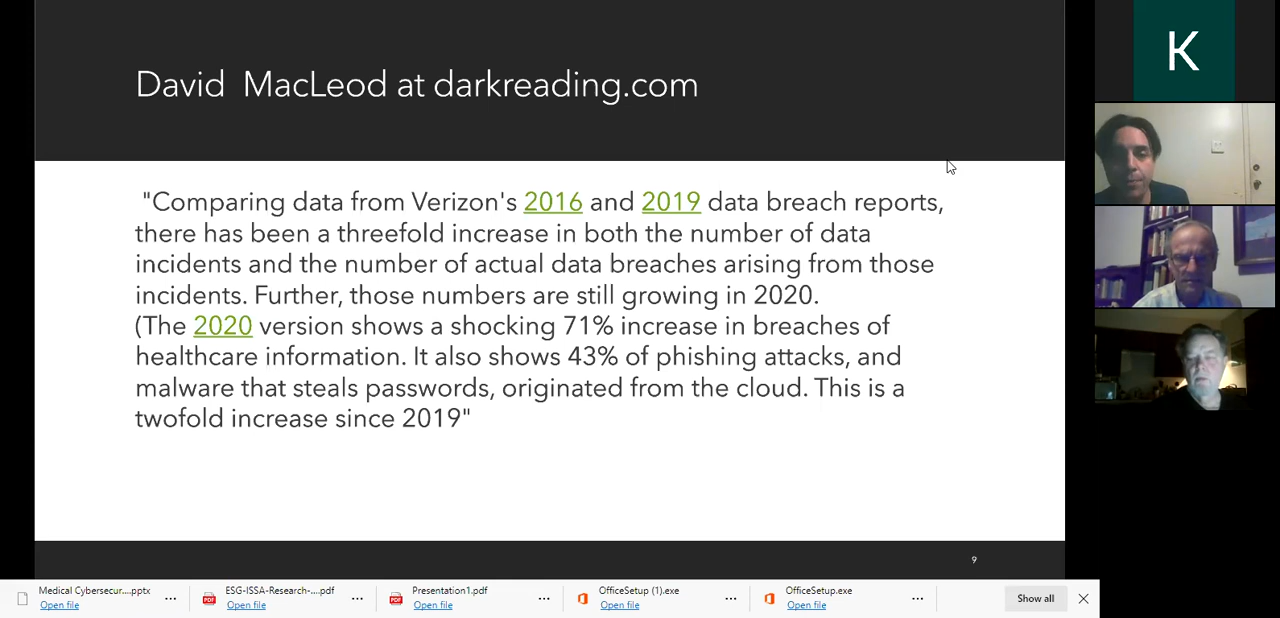 David MacLeod at darkreading.com
K
"Comparing data from Verizon's 2016 and 2019 data breach reports,
there has been a threefold increase in both the number of data
incidents and the number of actual data breaches arising from those
incidents. Further, those numbers are still growing in 2020.
(The 2020 version shows a shocking 71% increase in breaches of
healthcare information. It also shows 43% of phishing attacks, and
malware that steals passwords, originated from the cloud. This is a
twofold increase since 2019"
9
Medical Cybersecur....pptx
Open file
...
PDF
ESG-ISSA-Research-....pdf
Open file
...
PDF
Presentation1.pdf
Open file
...
OfficeSetup (1).exe
Open file
...
OfficeSetup.exe
Open file
...
Show all